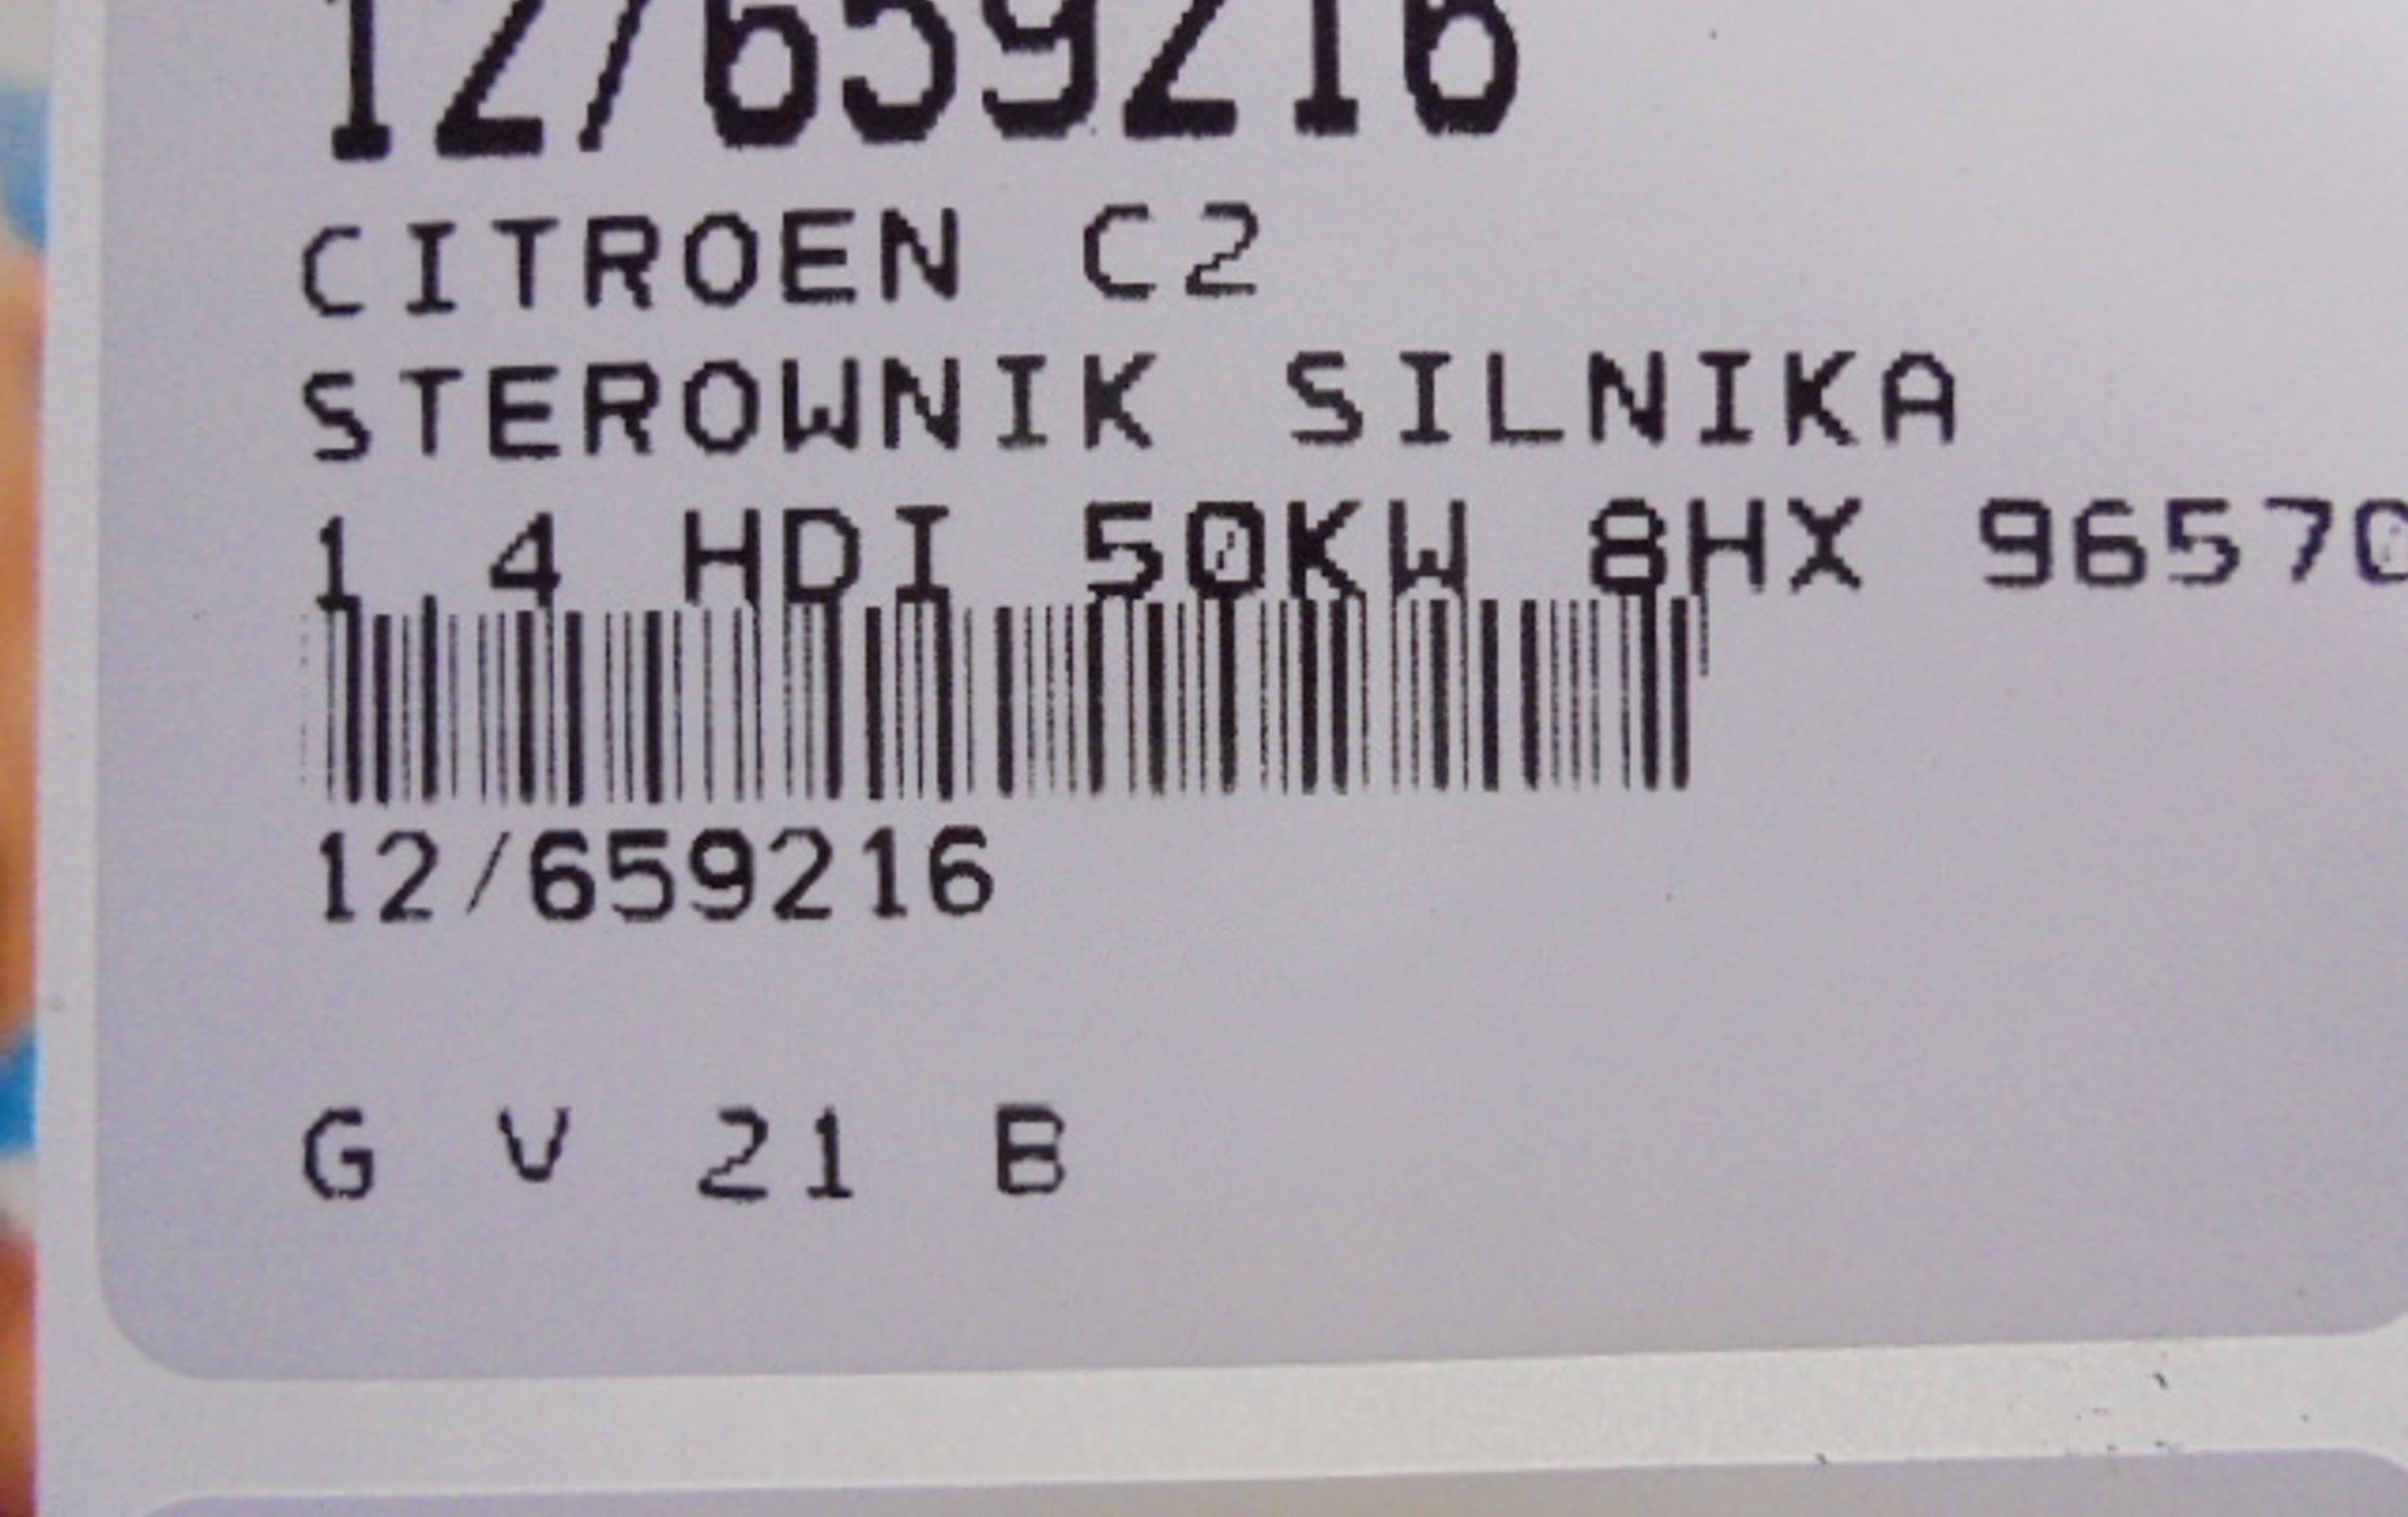 12/659216
CITROEN C2
STEROWNIK SILNIKA
1.4 HDI 50KW 8HX 96570
12/659216
G V 21 B